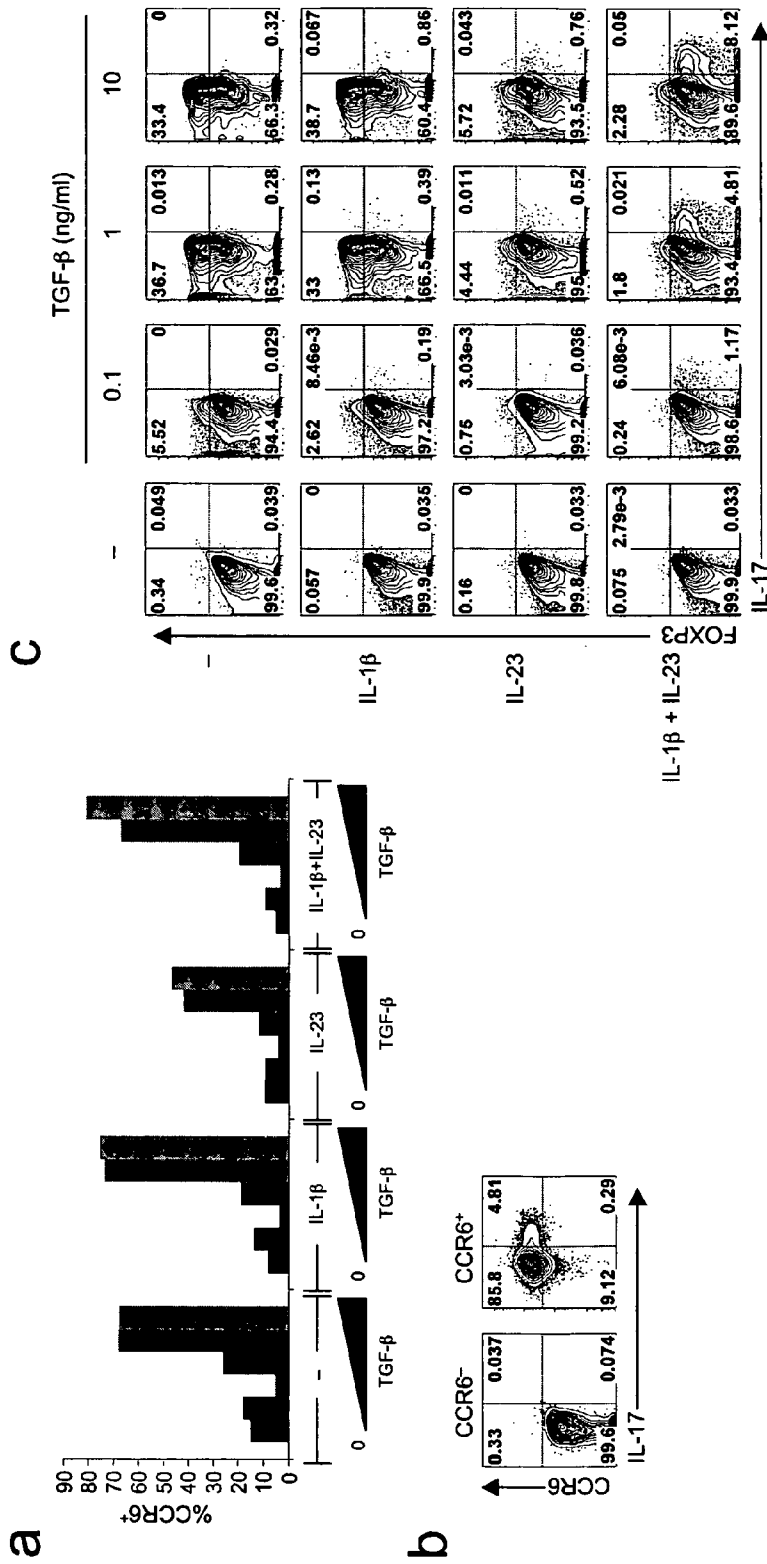 a
%CCR6+
90
80
70
60
50
40
30
20
10
0
- IL-1β IL-23 IL-1β+IL-23
0 0 0 0
TGF-β TGF-β TGF-β TGF-β
b
CCR6− CCR6+
0.33 0.037 85.8 4.81
99.6 0.074 9.12 0.29
CCR6
IL-17
c
TGF-β (ng/ml)
– 0.1 1 10
–
0.34 0.049 5.52 0 36.7 0.013 33.4 0
99.6 0.039 94.4 0.029 63 0.28 66.3 0.32
IL-1β
0.057 0 2.62 8.46e-3 33 0.13 38.7 0.067
99.9 0.035 97.2 0.19 66.5 0.39 60.4 0.86
IL-23
0.16 0 0.75 3.03e-3 4.44 0.011 5.72 0.043
99.8 0.033 99.2 0.036 95 0.52 93.5 0.76
IL-1β + IL-23
0.075 2.79e-3 0.24 6.08e-3 1.8 0.021 2.28 0.05
99.9 0.033 98.6 1.17 93.4 4.81 89.6 8.12
FOXP3
IL-17